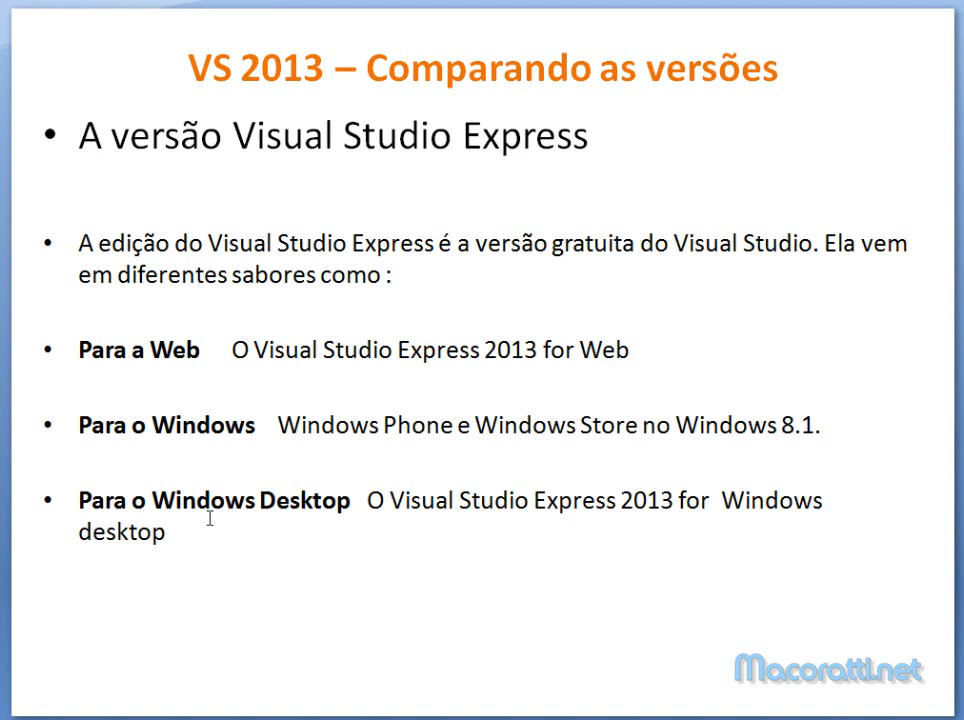 VS 2013 – Comparando as versões
• A versão Visual Studio Express
• A edição do Visual Studio Express é a versão gratuita do Visual Studio. Ela vem
em diferentes sabores como :
• Para a Web O Visual Studio Express 2013 for Web
• Para o Windows Windows Phone e Windows Store no Windows 8.1.
• Para o Windows Desktop O Visual Studio Express 2013 for Windows
desktop
Macoratti.net